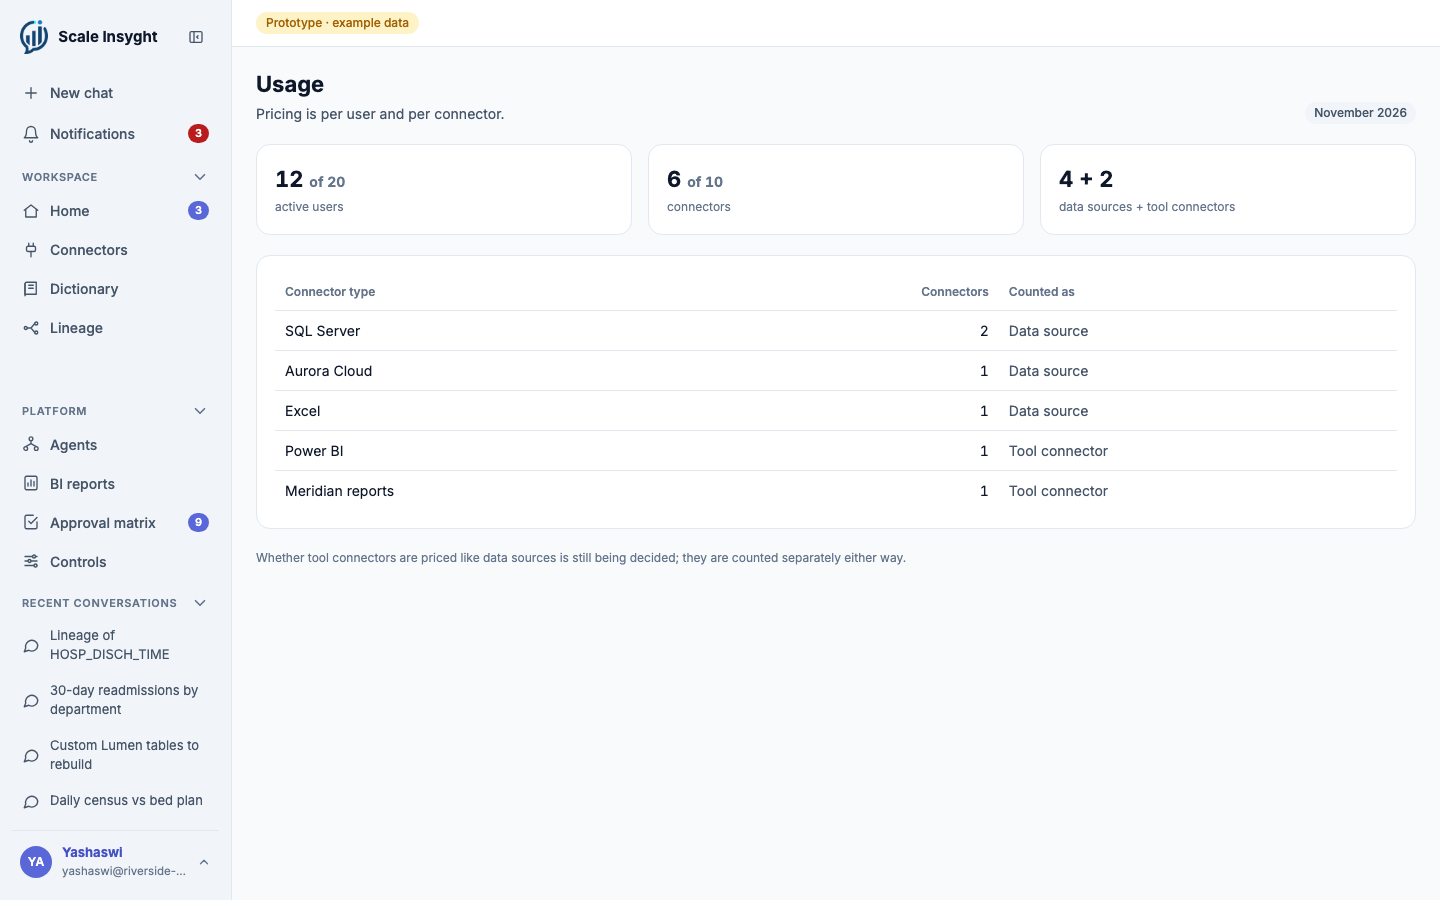 Scale Insyght
New chat
Notifications 3
WORKSPACE
Home 3
Connectors
Dictionary
Lineage
PLATFORM
Agents
BI reports
Approval matrix 9
Controls
RECENT CONVERSATIONS
Lineage of
HOSP_DISCH_TIME
30-day readmissions by
department
Custom Lumen tables to
rebuild
Daily census vs bed plan
YA Yashaswi
yashaswi@riverside-...
Prototype · example data
Usage
Pricing is per user and per connector.
November 2026
12 of 20
active users
6 of 10
connectors
4 + 2
data sources + tool connectors
Connector type Connectors Counted as
SQL Server 2 Data source
Aurora Cloud 1 Data source
Excel 1 Data source
Power BI 1 Tool connector
Meridian reports 1 Tool connector
Whether tool connectors are priced like data sources is still being decided; they are counted separately either way.